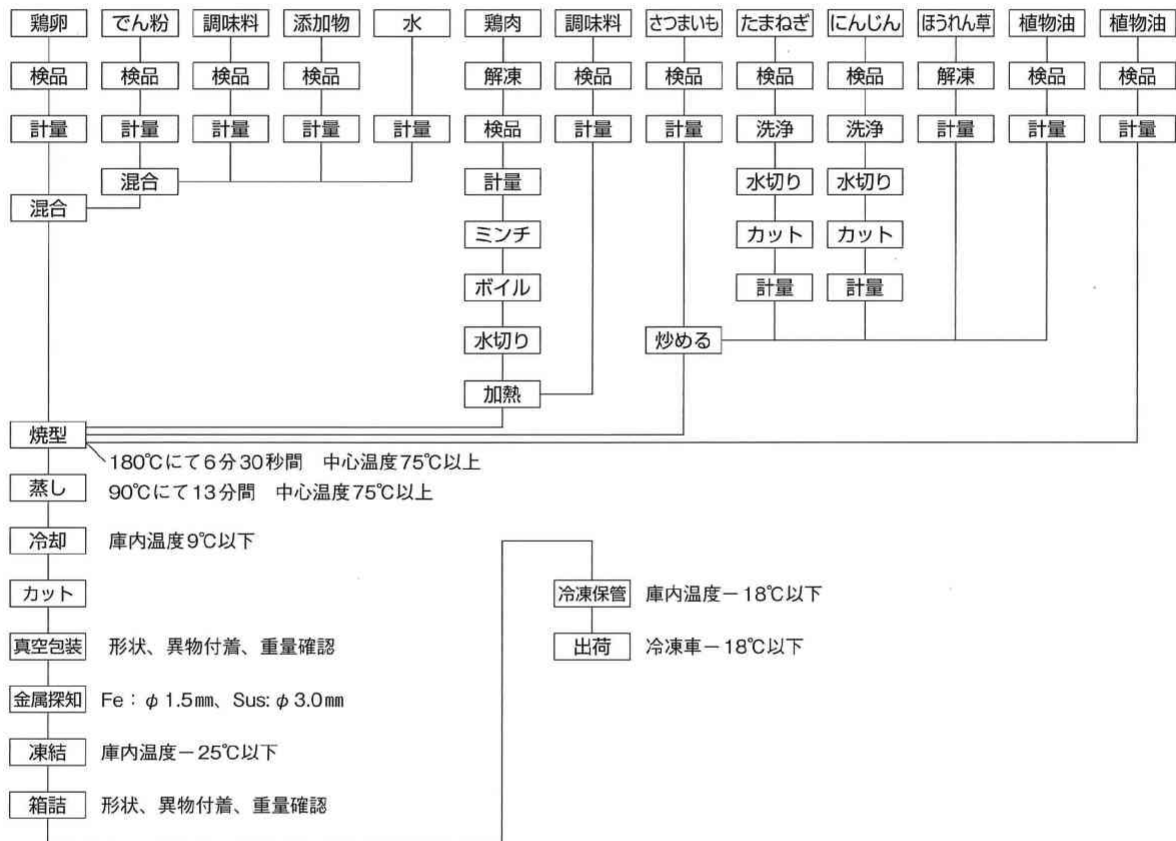 鶏卵 でん粉 調味料 添加物 水 鶏肉 調味料 さつまいも たまねぎ にんじん ほうれん草 植物油 植物油
検品 検品 検品 検品 解凍 検品 検品 検品 検品 解凍 検品 検品
計量 計量 計量 計量 計量 検品 計量 計量 洗浄 洗浄 計量 計量 計量
混合 計量 水切り 水切り
混合
ミンチ カット カット
ボイル 計量 計量
水切り 炒める
加熱
焼型
180℃にて6分30秒間 中心温度75℃以上
蒸し 90℃にて13分間 中心温度75℃以上
冷却 庫内温度9℃以下
カット 冷凍保管 庫内温度－18℃以下
真空包装 形状、異物付着、重量確認 出荷 冷凍車－18℃以下
金属探知 Fe：φ1.5㎜、Sus:φ3.0㎜
凍結 庫内温度－25℃以下
箱詰 形状、異物付着、重量確認